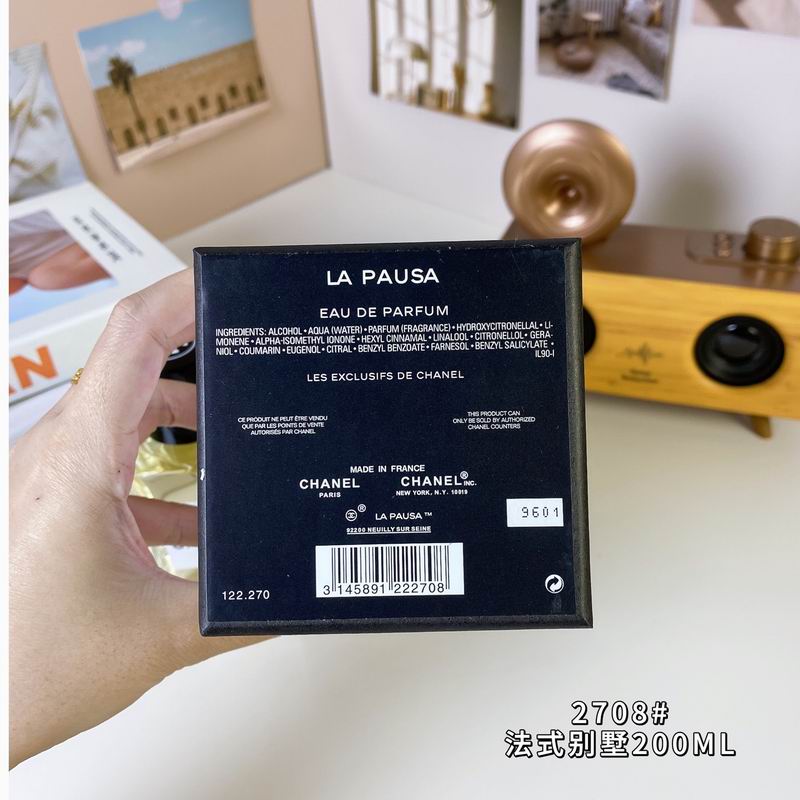 LA PAUSA
EAU DE PARFUM
INGREDIENTS: ALCOHOL • AQUA (WATER) • PARFUM (FRAGRANCE) • HYDROXYCITRONELLAL • LI-
MONENE • ALPHA-ISOMETHYL IONONE • HEXYL CINNAMAL • LINALOOL • CITRONELLOL • GERA-
NIOL • COUMARIN • EUGENOL • CITRAL • BENZYL BENZOATE • FARNESOL • BENZYL SALICYLATE •
IL90-I
LES EXCLUSIFS DE CHANEL
CE PRODUIT NE PEUT ÊTRE VENDU
QUE PAR LES POINTS DE VENTE
AUTORISÉS PAR CHANEL
THIS PRODUCT CAN
ONLY BE SOLD BY AUTHORIZED
CHANEL COUNTERS
MADE IN FRANCE
CHANEL
PARIS
CHANEL® INC.
NEW YORK, N.Y. 10019
® LA PAUSA™
92200 NEUILLY SUR SEINE
9601
3 145891 222708
122.270
2708#
法式别墅200ML